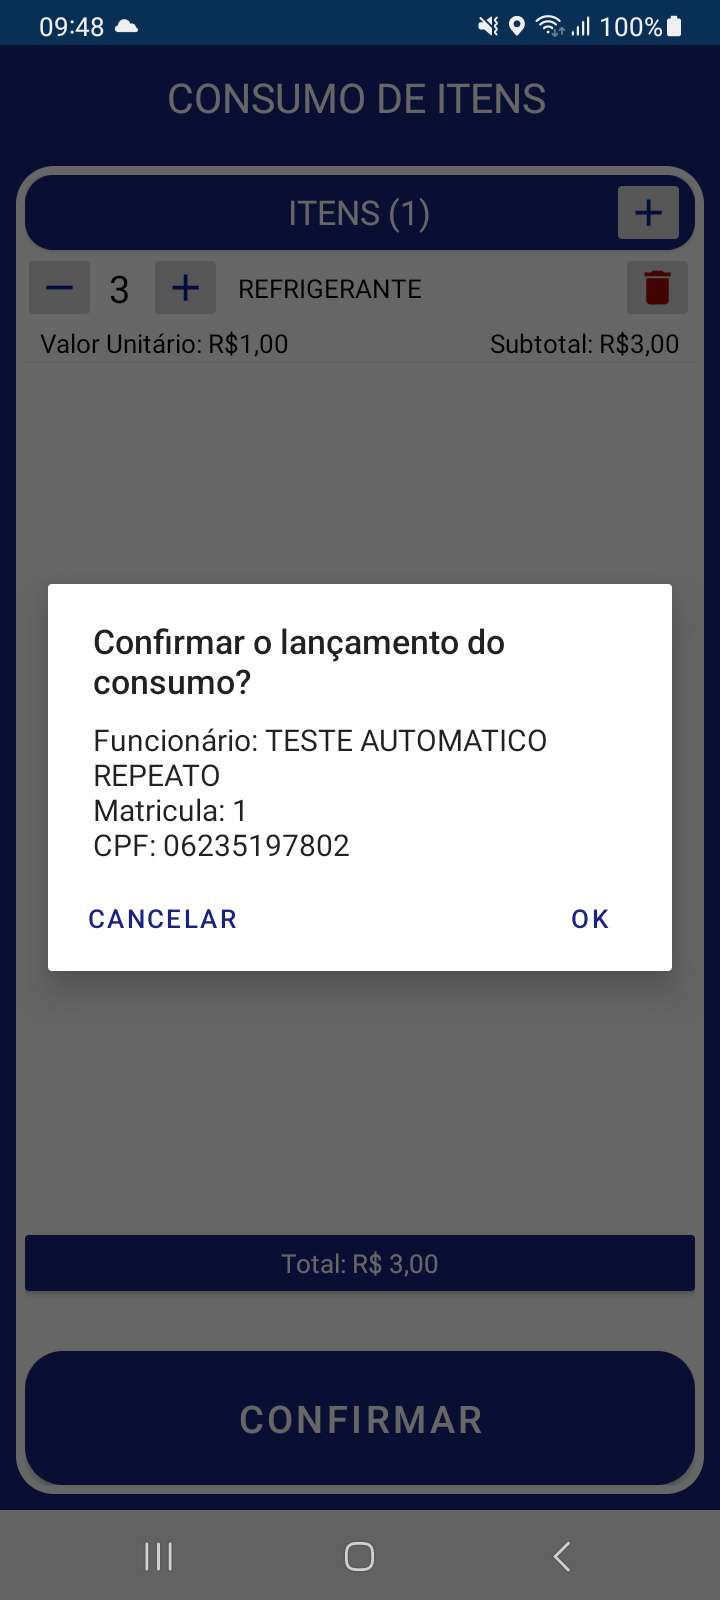 09:48 100%
CONSUMO DE ITENS
ITENS (1)
3 REFRIGERANTE
Valor Unitário: R$1,00 Subtotal: R$3,00
Confirmar o lançamento do
consumo?
Funcionário: TESTE AUTOMATICO
REPEATO
Matricula: 1
CPF: 06235197802
CANCELAR OK
Total: R$ 3,00
CONFIRMAR